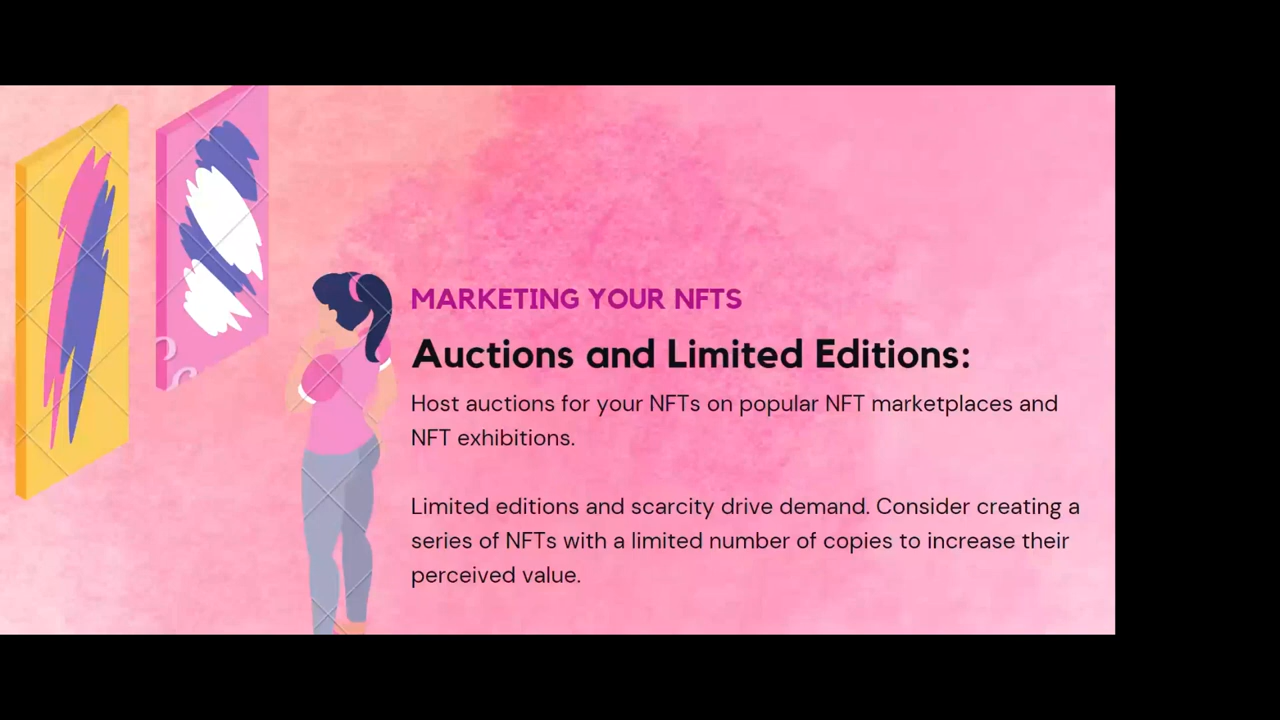 MARKETING YOUR NFTS
Auctions and Limited Editions:
Host auctions for your NFTs on popular NFT marketplaces and
NFT exhibitions.
Limited editions and scarcity drive demand. Consider creating a
series of NFTs with a limited number of copies to increase their
perceived value.